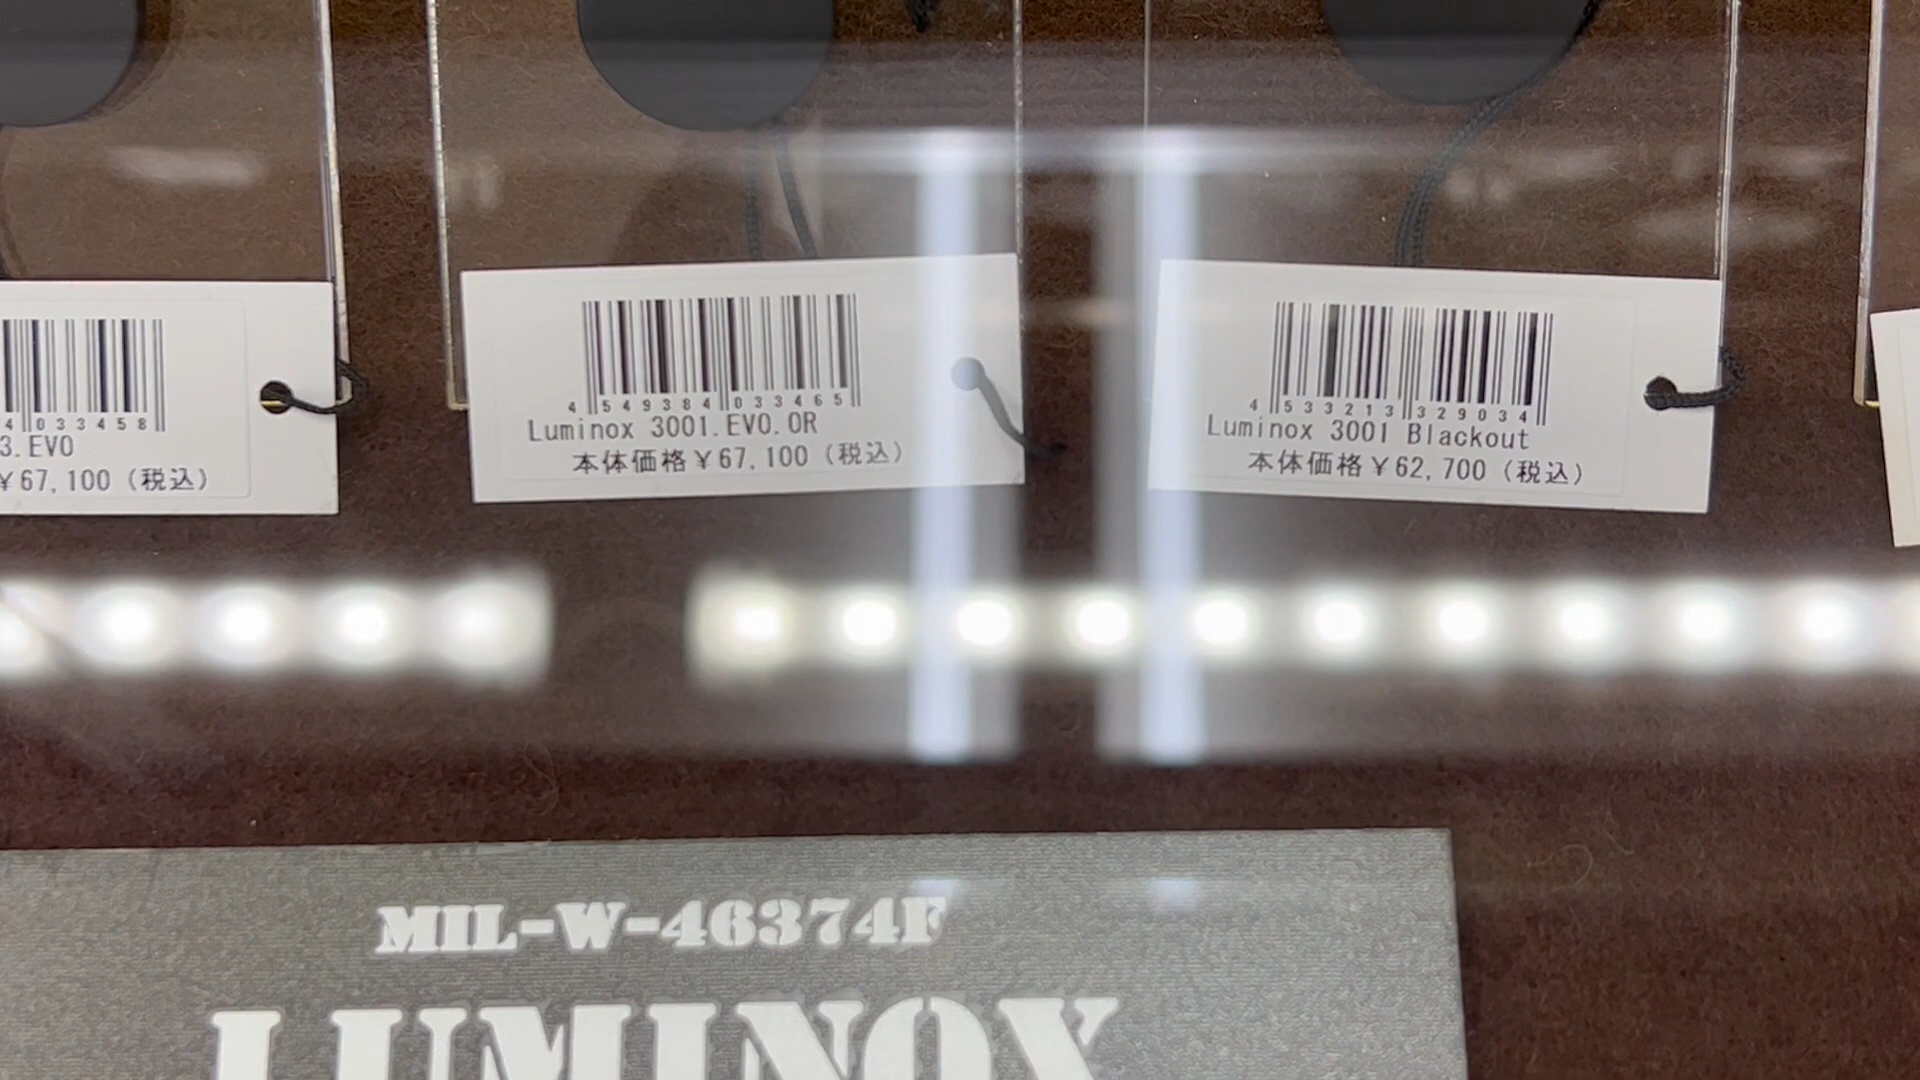 4 033458
3.EVO
¥67,100(税込)
4 549384 033465
Luminox 3001.EVO.OR
本体価格¥67,100(税込)
4 533213 329034
Luminox 3001 Blackout
本体価格¥62,700(税込)
MIL-W-46374F
LUMINOX